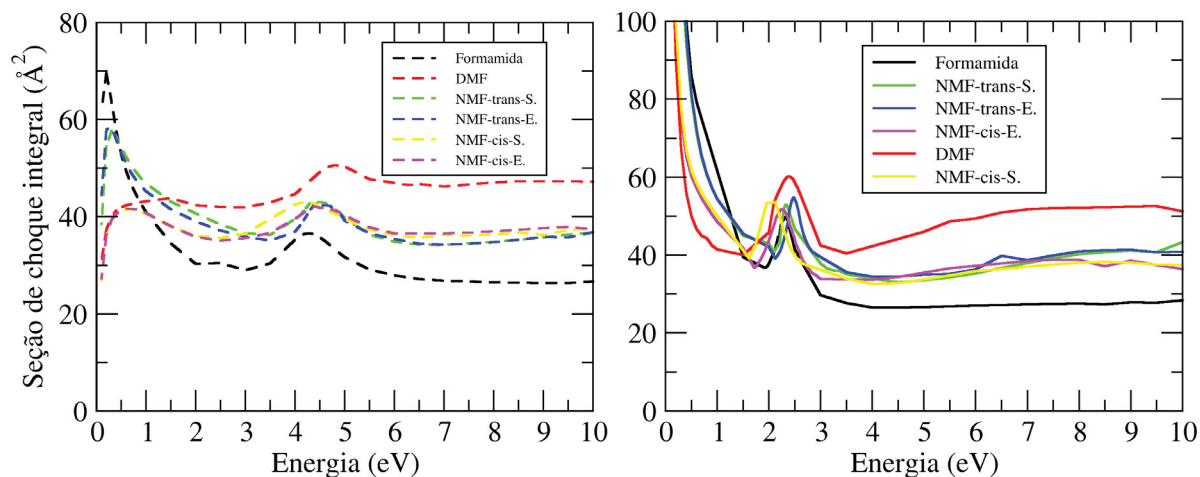 Seção de choque integral (Å²)
80
60
40
20
0
Formamida
DMF
NMF-trans-S.
NMF-trans-E.
NMF-cis-S.
NMF-cis-E.
0 1 2 3 4 5 6 7 8 9 10
Energia (eV)
100
80
60
40
20
0
Formamida
NMF-trans-S.
NMF-trans-E.
NMF-cis-E.
DMF
NMF-cis-S.
0 1 2 3 4 5 6 7 8 9 10
Energia (eV)